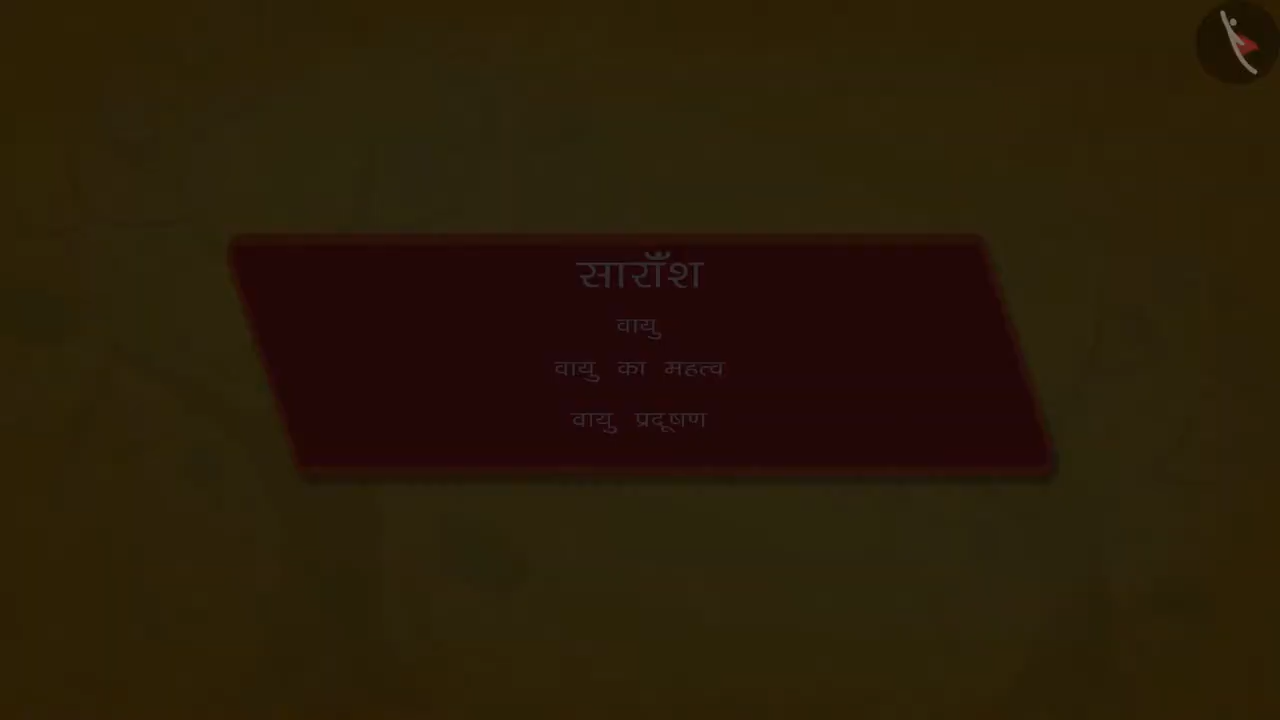 साराँश
वायु
वायु का महत्व
वायु प्रदूषण